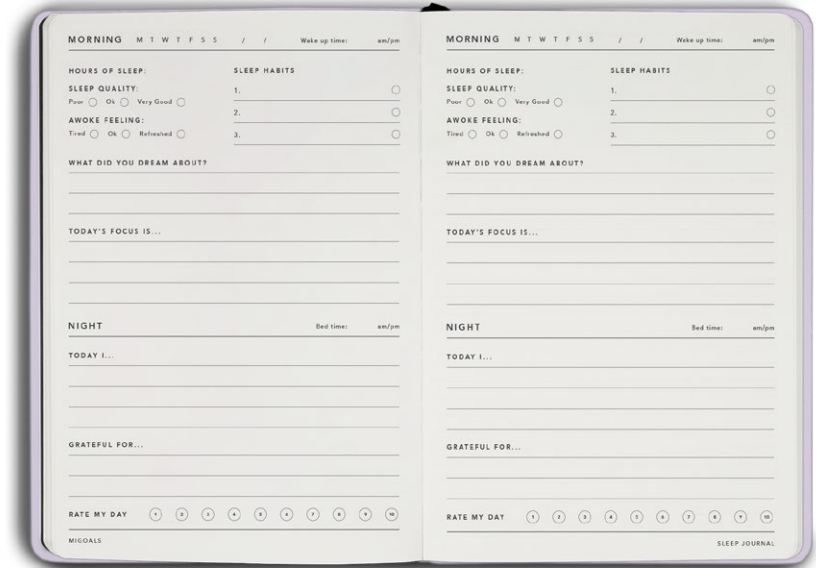 MORNING M T W T F S S / / Wake up time: am/pm
HOURS OF SLEEP: SLEEP HABITS
SLEEP QUALITY: 1.
Poor Ok Very Good
2.
AWOKE FEELING:
Tired Ok Refreshed 3.
WHAT DID YOU DREAM ABOUT?
TODAY'S FOCUS IS...
NIGHT Bed time: am/pm
TODAY I...
GRATEFUL FOR...
RATE MY DAY 1 2 3 4 5 6 7 8 9 10
MIGOALS
MORNING M T W T F S S / / Wake up time: am/pm
HOURS OF SLEEP: SLEEP HABITS
SLEEP QUALITY: 1.
Poor Ok Very Good
2.
AWOKE FEELING:
Tired Ok Refreshed 3.
WHAT DID YOU DREAM ABOUT?
TODAY'S FOCUS IS...
NIGHT Bed time: am/pm
TODAY I...
GRATEFUL FOR...
RATE MY DAY 1 2 3 4 5 6 7 8 9 10
SLEEP JOURNAL